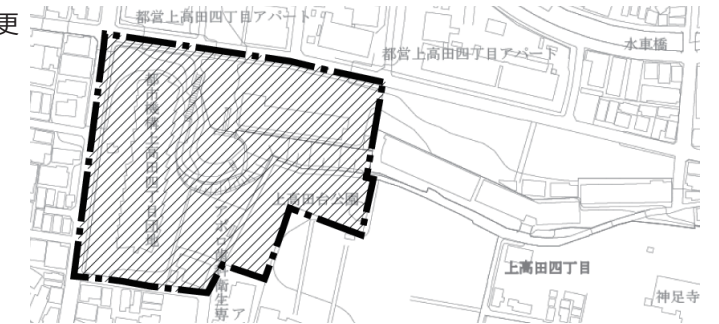 更
都営上高田四丁目アパート
都営上高田四丁目アパート
水車橋
都市機構上高田四丁目団地
上高田台公園
上高田四丁目
神足寺